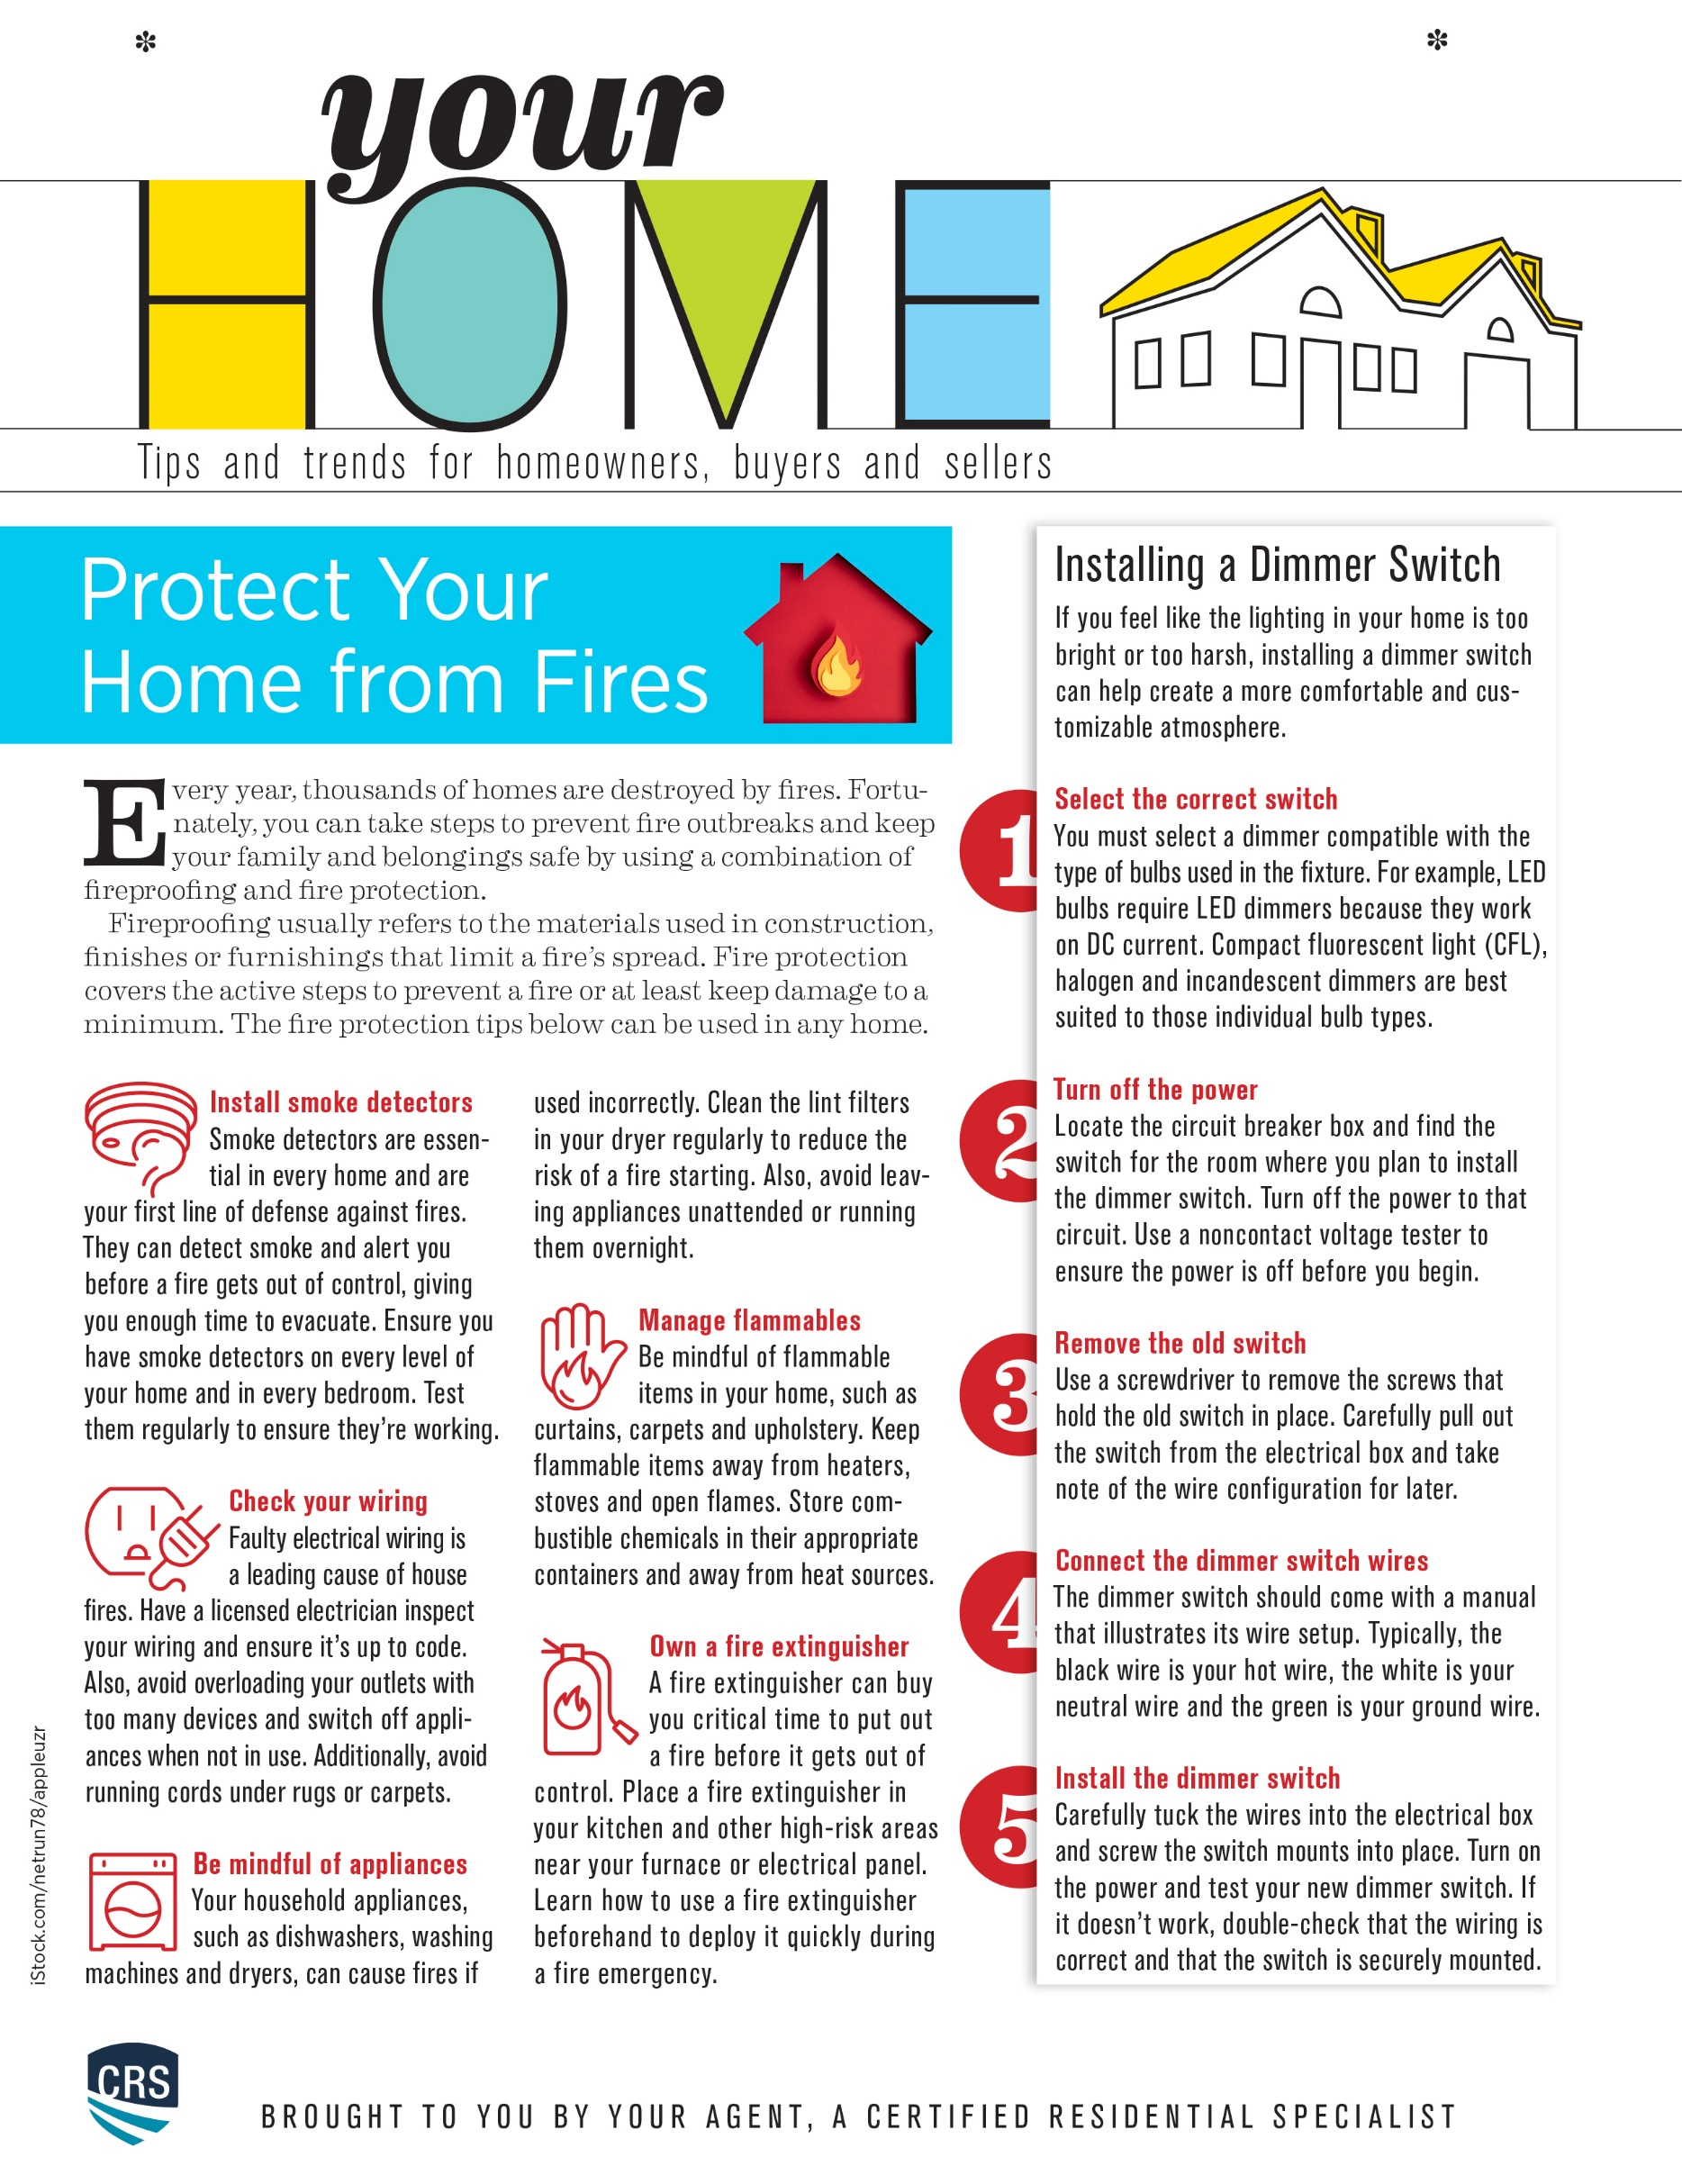 *
*
your
HOME
Tips and trends for homeowners, buyers and sellers
Protect Your
Home from Fires
Every year, thousands of homes are destroyed by fires. Fortu-
nately, you can take steps to prevent fire outbreaks and keep
your family and belongings safe by using a combination of
fireproofing and fire protection.
Fireproofing usually refers to the materials used in construction,
finishes or furnishings that limit a fire’s spread. Fire protection
covers the active steps to prevent a fire or at least keep damage to a
minimum. The fire protection tips below can be used in any home.
Install smoke detectors
Smoke detectors are essen-
tial in every home and are
your first line of defense against fires.
They can detect smoke and alert you
before a fire gets out of control, giving
you enough time to evacuate. Ensure you
have smoke detectors on every level of
your home and in every bedroom. Test
them regularly to ensure they’re working.
Check your wiring
Faulty electrical wiring is
a leading cause of house
fires. Have a licensed electrician inspect
your wiring and ensure it’s up to code.
Also, avoid overloading your outlets with
too many devices and switch off appli-
ances when not in use. Additionally, avoid
running cords under rugs or carpets.
Be mindful of appliances
Your household appliances,
such as dishwashers, washing
machines and dryers, can cause fires if
used incorrectly. Clean the lint filters
in your dryer regularly to reduce the
risk of a fire starting. Also, avoid leav-
ing appliances unattended or running
them overnight.
Manage flammables
Be mindful of flammable
items in your home, such as
curtains, carpets and upholstery. Keep
flammable items away from heaters,
stoves and open flames. Store com-
bustible chemicals in their appropriate
containers and away from heat sources.
Own a fire extinguisher
A fire extinguisher can buy
you critical time to put out
a fire before it gets out of
control. Place a fire extinguisher in
your kitchen and other high-risk areas
near your furnace or electrical panel.
Learn how to use a fire extinguisher
beforehand to deploy it quickly during
a fire emergency.
Installing a Dimmer Switch
If you feel like the lighting in your home is too
bright or too harsh, installing a dimmer switch
can help create a more comfortable and cus-
tomizable atmosphere.
1
Select the correct switch
You must select a dimmer compatible with the
type of bulbs used in the fixture. For example, LED
bulbs require LED dimmers because they work
on DC current. Compact fluorescent light (CFL),
halogen and incandescent dimmers are best
suited to those individual bulb types.
2
Turn off the power
Locate the circuit breaker box and find the
switch for the room where you plan to install
the dimmer switch. Turn off the power to that
circuit. Use a noncontact voltage tester to
ensure the power is off before you begin.
3
Remove the old switch
Use a screwdriver to remove the screws that
hold the old switch in place. Carefully pull out
the switch from the electrical box and take
note of the wire configuration for later.
4
Connect the dimmer switch wires
The dimmer switch should come with a manual
that illustrates its wire setup. Typically, the
black wire is your hot wire, the white is your
neutral wire and the green is your ground wire.
5
Install the dimmer switch
Carefully tuck the wires into the electrical box
and screw the switch mounts into place. Turn on
the power and test your new dimmer switch. If
it doesn’t work, double-check that the wiring is
correct and that the switch is securely mounted.
iStock.com/netrun78/appleuzr
CRS
BROUGHT TO YOU BY YOUR AGENT, A CERTIFIED RESIDENTIAL SPECIALIST